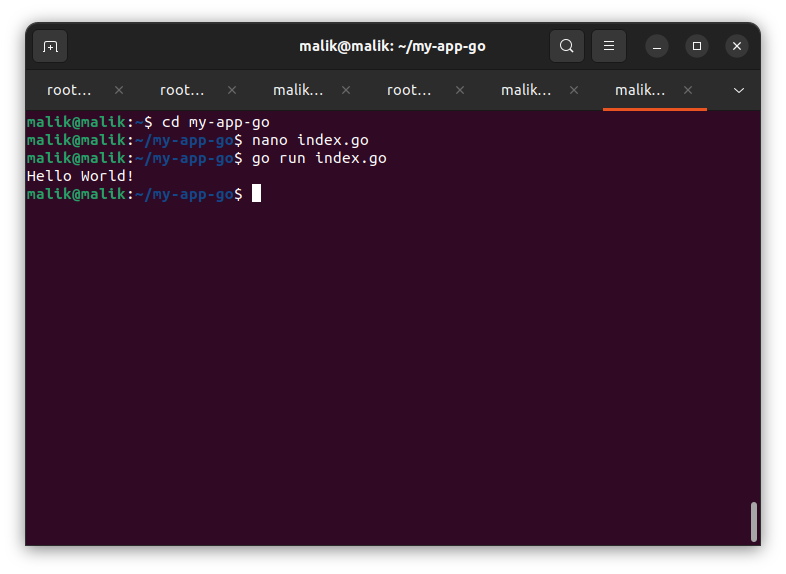 malik@malik: ~/my-app-go
root... root... malik... root... malik... malik...
malik@malik:~$ cd my-app-go
malik@malik:~/my-app-go$ nano index.go
malik@malik:~/my-app-go$ go run index.go
Hello World!
malik@malik:~/my-app-go$